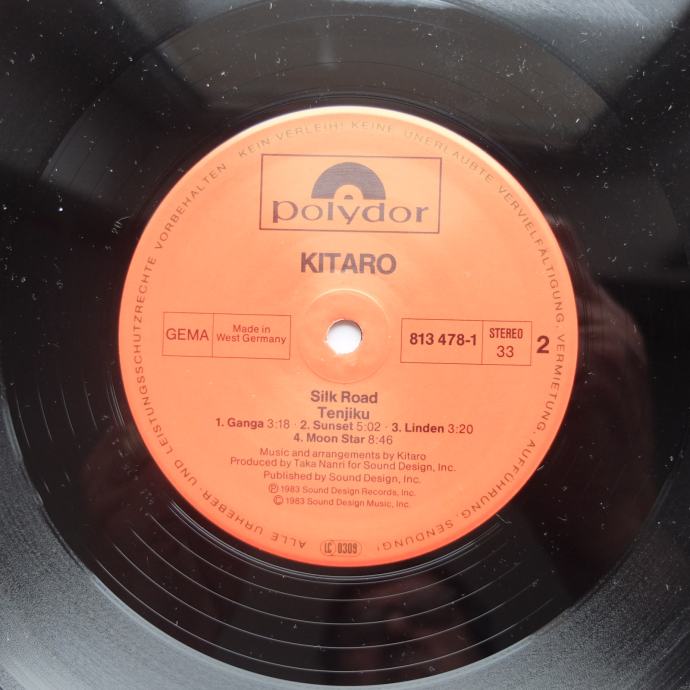 ALLE URHEBER- UND LEISTUNGSSCHUTZRECHTE VORBEHALTEN KEIN VERLEIH! KEINE UNERLAUBTE VERVIELFÄLTIGUNG, VERMIETUNG, AUFFÜHRUNG, SENDUNG!
polydor
KITARO
GEMA
Made in
West Germany
813 478-1
STEREO
33
2
Silk Road
Tenjiku
1. Ganga 3:18 · 2. Sunset 5:02 · 3. Linden 3:20
4. Moon Star 8:46
Music and arrangements by Kitaro
Produced by Taka Nanri for Sound Design, Inc.
Published by Sound Design, Inc.
℗ 1983 Sound Design Records, Inc.
© 1983 Sound Design Music, Inc.
LC 0309